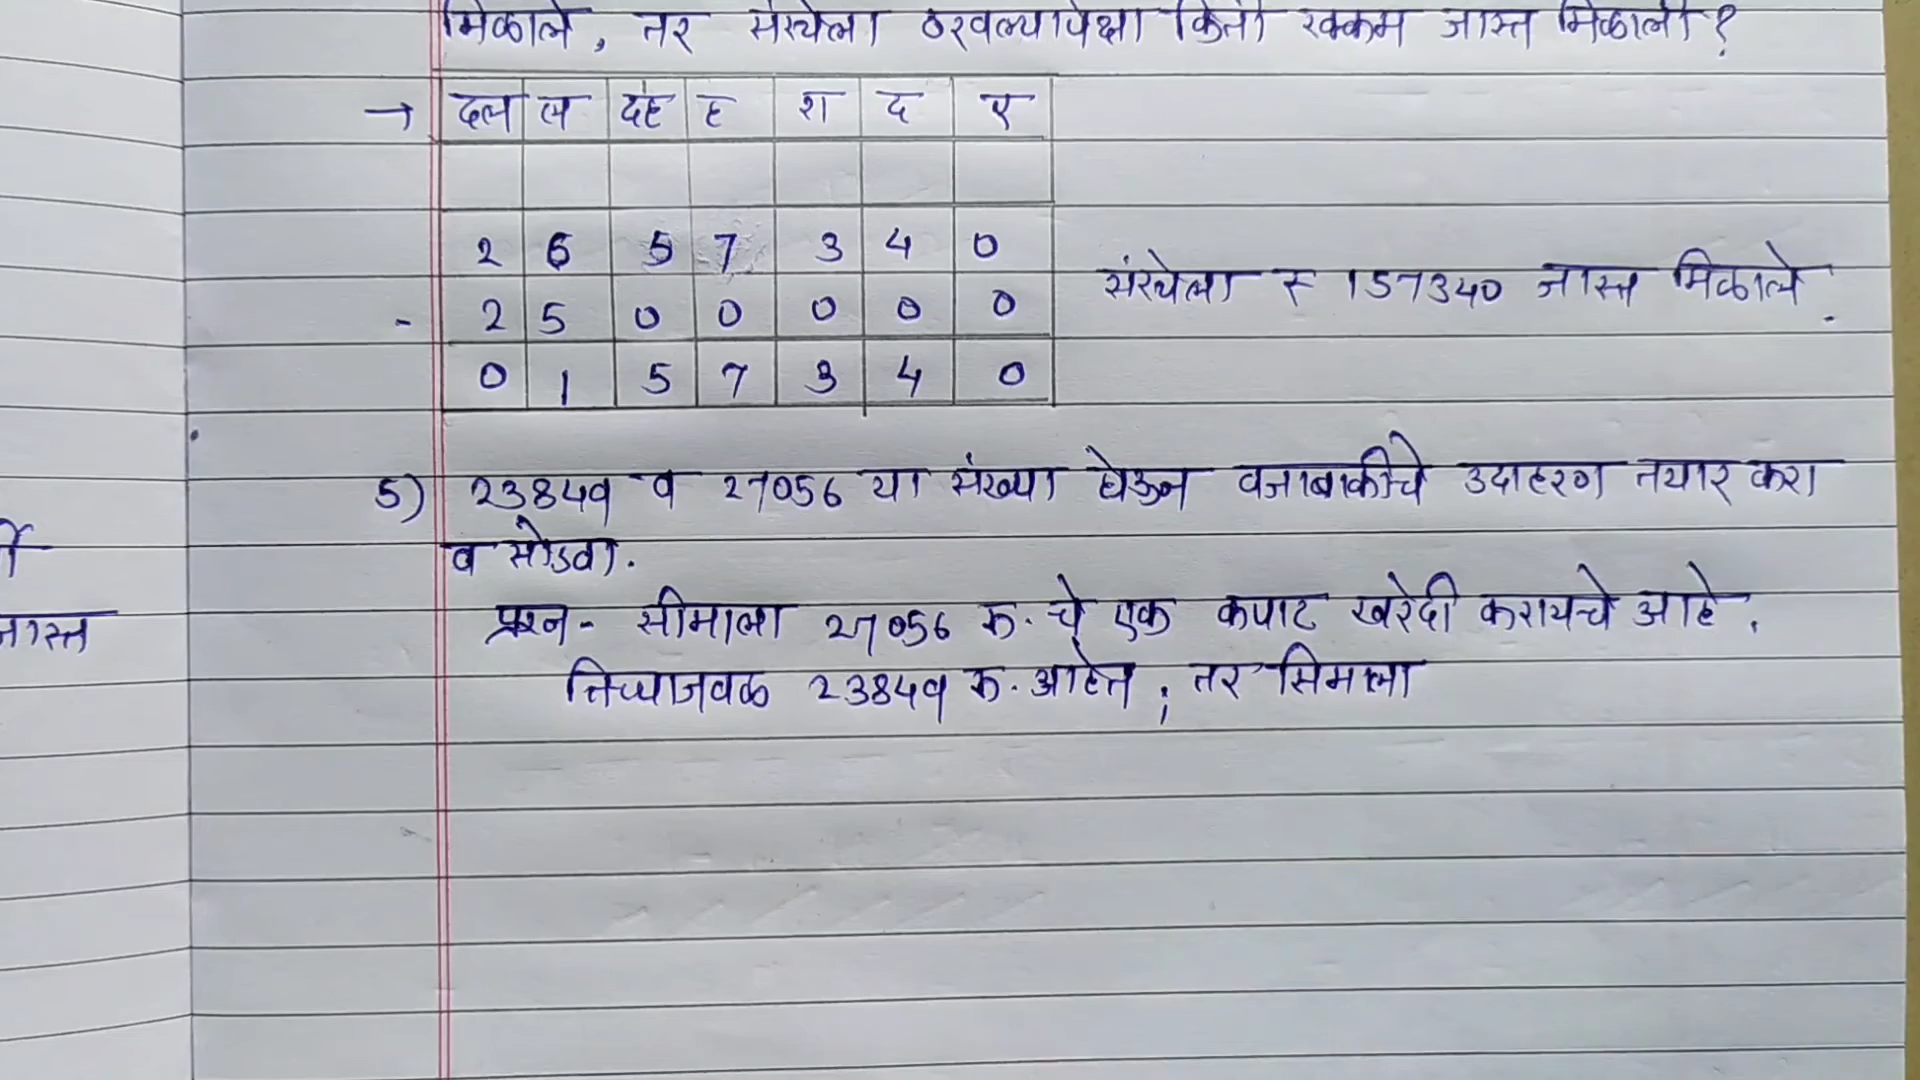 मिळाले, तर संस्थेला ठरवल्यापेक्षा किती रक्कम जास्त मिळाली?
→ दल ल दह ह श द ए
2 6 5 7 3 4 0
- 2 5 0 0 0 0 0
0 1 5 7 3 4 0
संस्थेला रु 157340 जास्त मिळाले.
5) 23849 व 27056 या संख्या घेऊन वजाबाकीचे उदाहरण तयार करा
व सोडवा.
प्रश्न- सीमाला 27056 रु. चे एक कपाट खरेदी करायचे आहे.
तिच्याजवळ 23849 रु. आहेत; तर सिमाला
जास्त